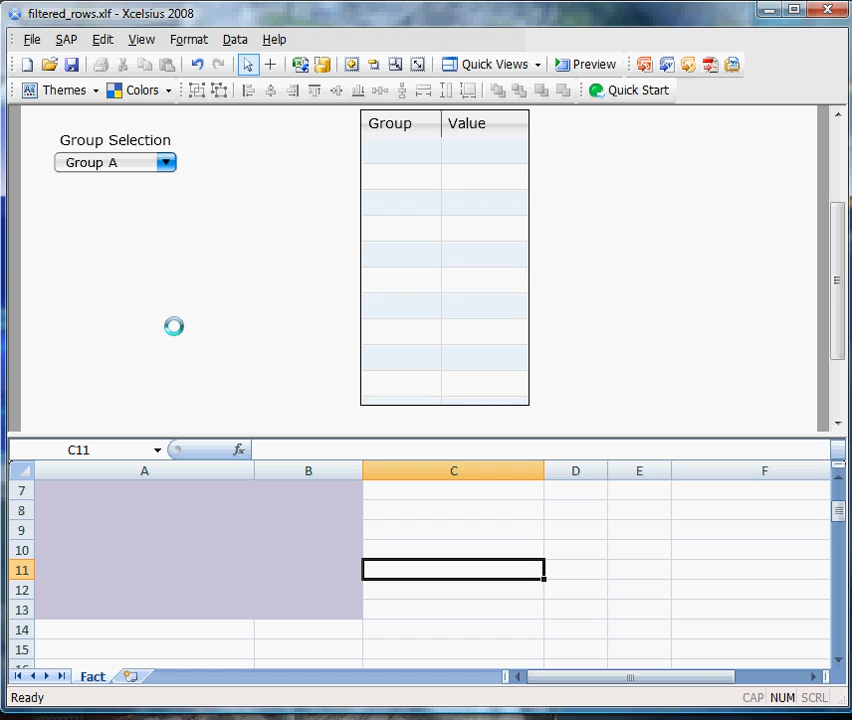 filtered_rows.xlf - Xcelsius 2008
File SAP Edit View Format Data Help
Quick Views Preview
Themes Colors Quick Start
Group Selection
Group A
Group Value
C11 fx
A B C D E F
7
8
9
10
11
12
13
14
15
Fact
Ready CAP NUM SCRL